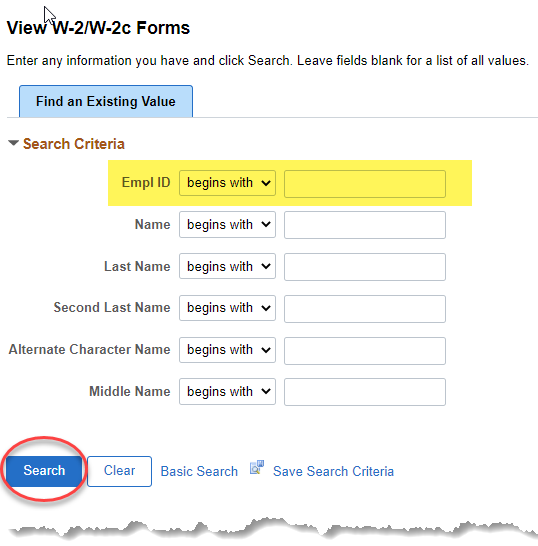 View W-2/W-2c Forms
Enter any information you have and click Search. Leave fields blank for a list of all values.
Find an Existing Value
Search Criteria
Empl ID begins with
Name begins with
Last Name begins with
Second Last Name begins with
Alternate Character Name begins with
Middle Name begins with
Search Clear Basic Search Save Search Criteria